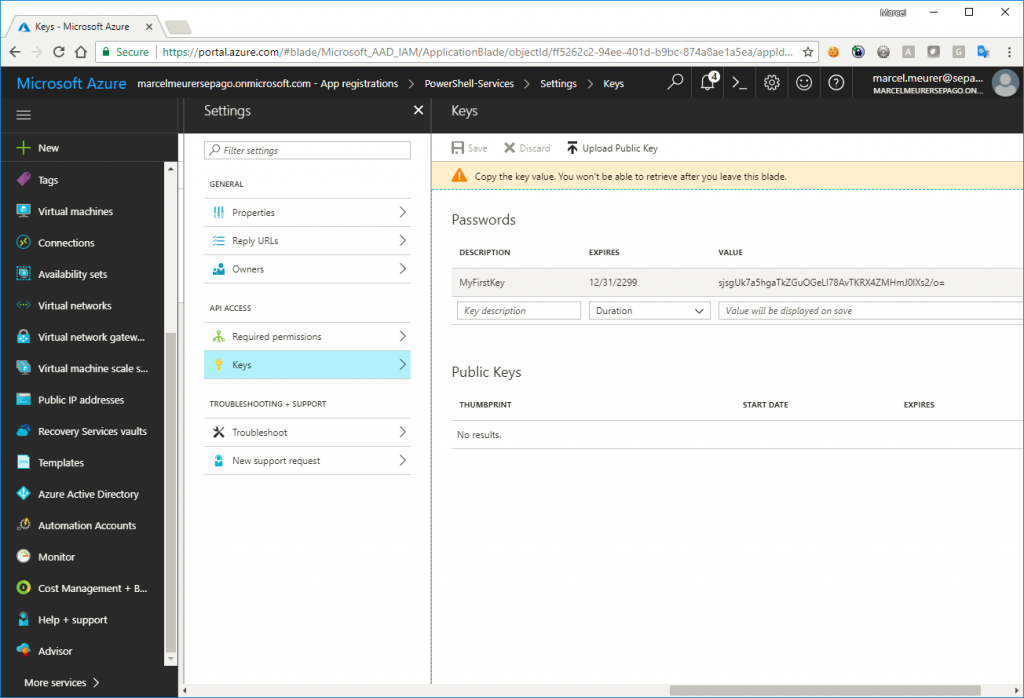 Keys - Microsoft Azure
Marcel
Secure
https://portal.azure.com/#blade/Microsoft_AAD_IAM/ApplicationBlade/objectId/ff5262c2-94ee-401d-b9bc-874a8ae1a5ea/appId...
Microsoft Azure
marcelmeurersepago.onmicrosoft.com - App registrations
PowerShell-Services
Settings
Keys
4
marcel.meurer@sepa...
MARCELMEURERSEPAGO.ON...
New
Tags
Virtual machines
Connections
Availability sets
Virtual networks
Virtual network gatew...
Virtual machine scale s...
Public IP addresses
Recovery Services vaults
Templates
Azure Active Directory
Automation Accounts
Monitor
Cost Management + B...
Help + support
Advisor
More services
Settings
Filter settings
GENERAL
Properties
Reply URLs
Owners
API ACCESS
Required permissions
Keys
TROUBLESHOOTING + SUPPORT
Troubleshoot
New support request
Keys
Save
Discard
Upload Public Key
Copy the key value. You won't be able to retrieve after you leave this blade.
Passwords
DESCRIPTION
EXPIRES
VALUE
MyFirstKey
12/31/2299
Key description
Duration
Value will be displayed on save
Public Keys
THUMBPRINT
START DATE
EXPIRES
No results.